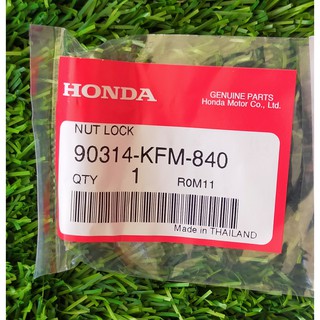 HONDA
GENUINE PARTS
Honda Motor Co., Ltd.
NUT LOCK
90314-KFM-840
QTY 1 R0M11
Made in THAILAND